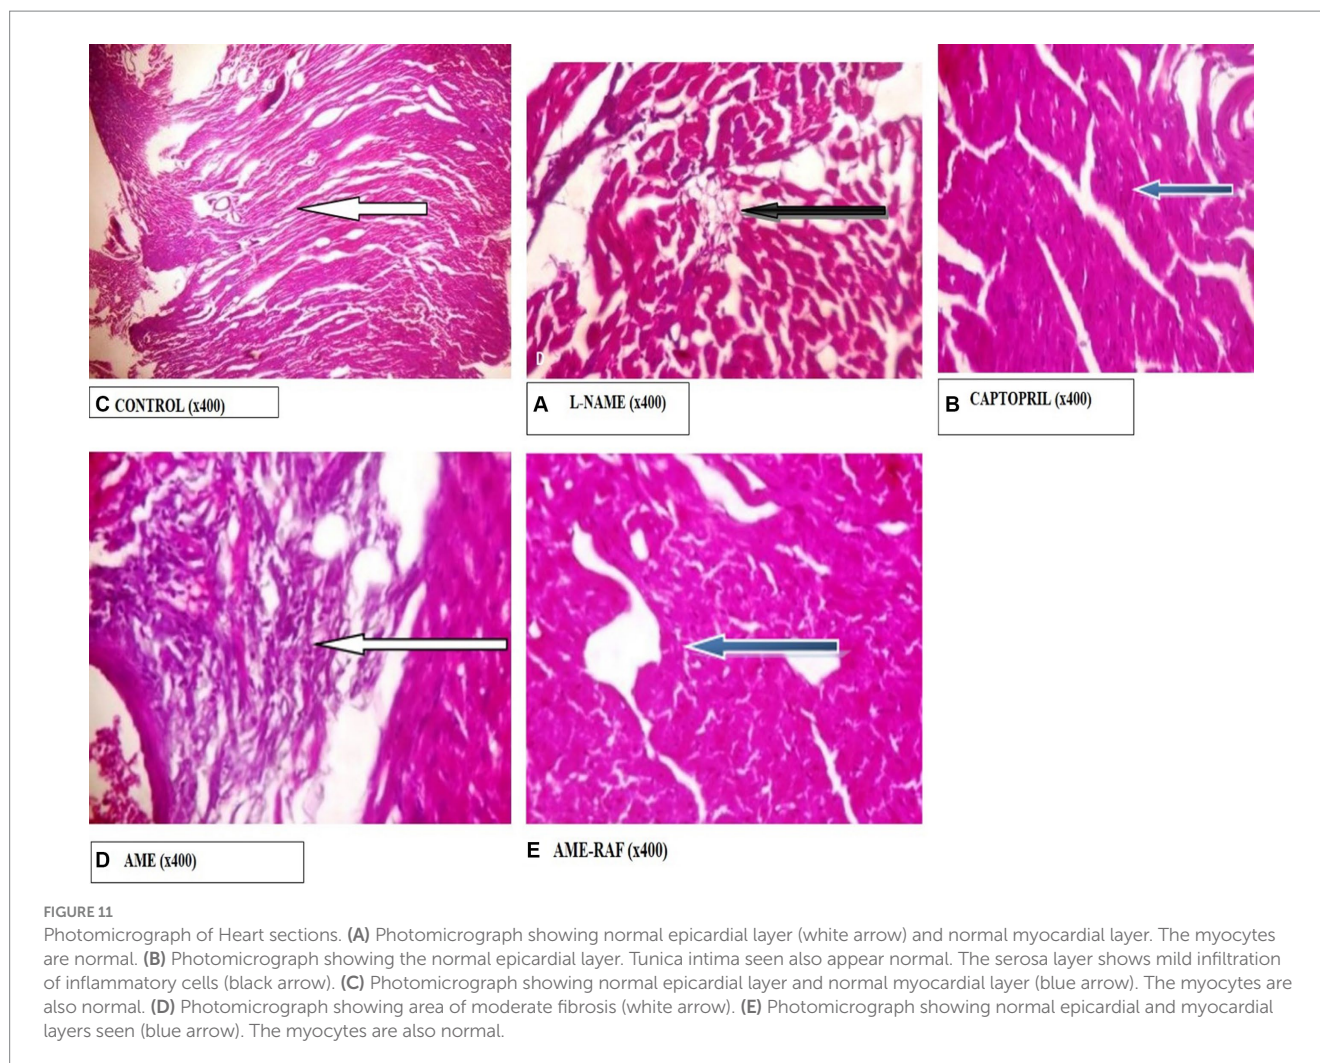 C CONTROL (x400)
A L-NAME (x400)
B CAPTOPRIL (x400)
D
D AME (x400)
E AME-RAF (x400)
FIGURE 11
Photomicrograph of Heart sections. (A) Photomicrograph showing normal epicardial layer (white arrow) and normal myocardial layer. The myocytes
are normal. (B) Photomicrograph showing the normal epicardial layer. Tunica intima seen also appear normal. The serosa layer shows mild infiltration
of inflammatory cells (black arrow). (C) Photomicrograph showing normal epicardial layer and normal myocardial layer (blue arrow). The myocytes are
also normal. (D) Photomicrograph showing area of moderate fibrosis (white arrow). (E) Photomicrograph showing normal epicardial and myocardial
layers seen (blue arrow). The myocytes are also normal.